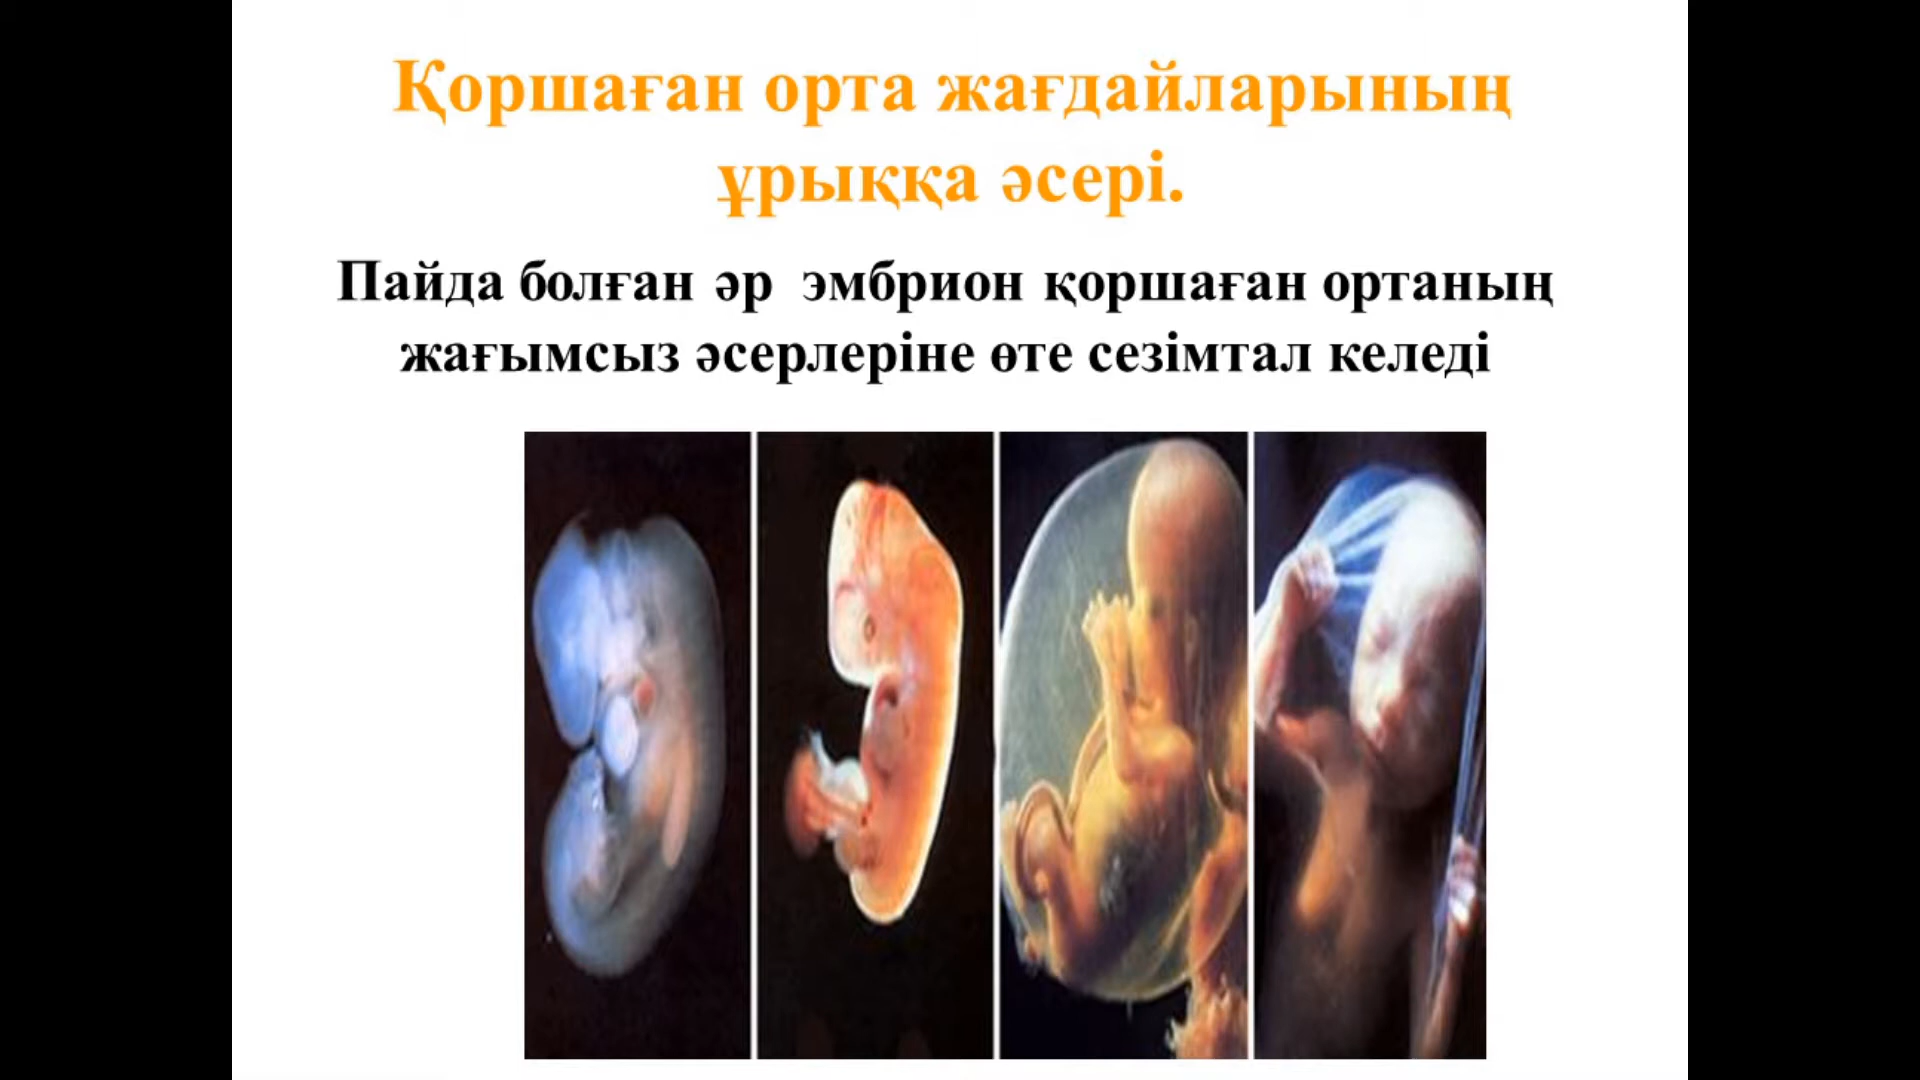 Қоршаған орта жағдайларының
ұрыққа әсері.
Пайда болған әр эмбрион қоршаған ортаның
жағымсыз әсерлеріне өте сезімтал келеді